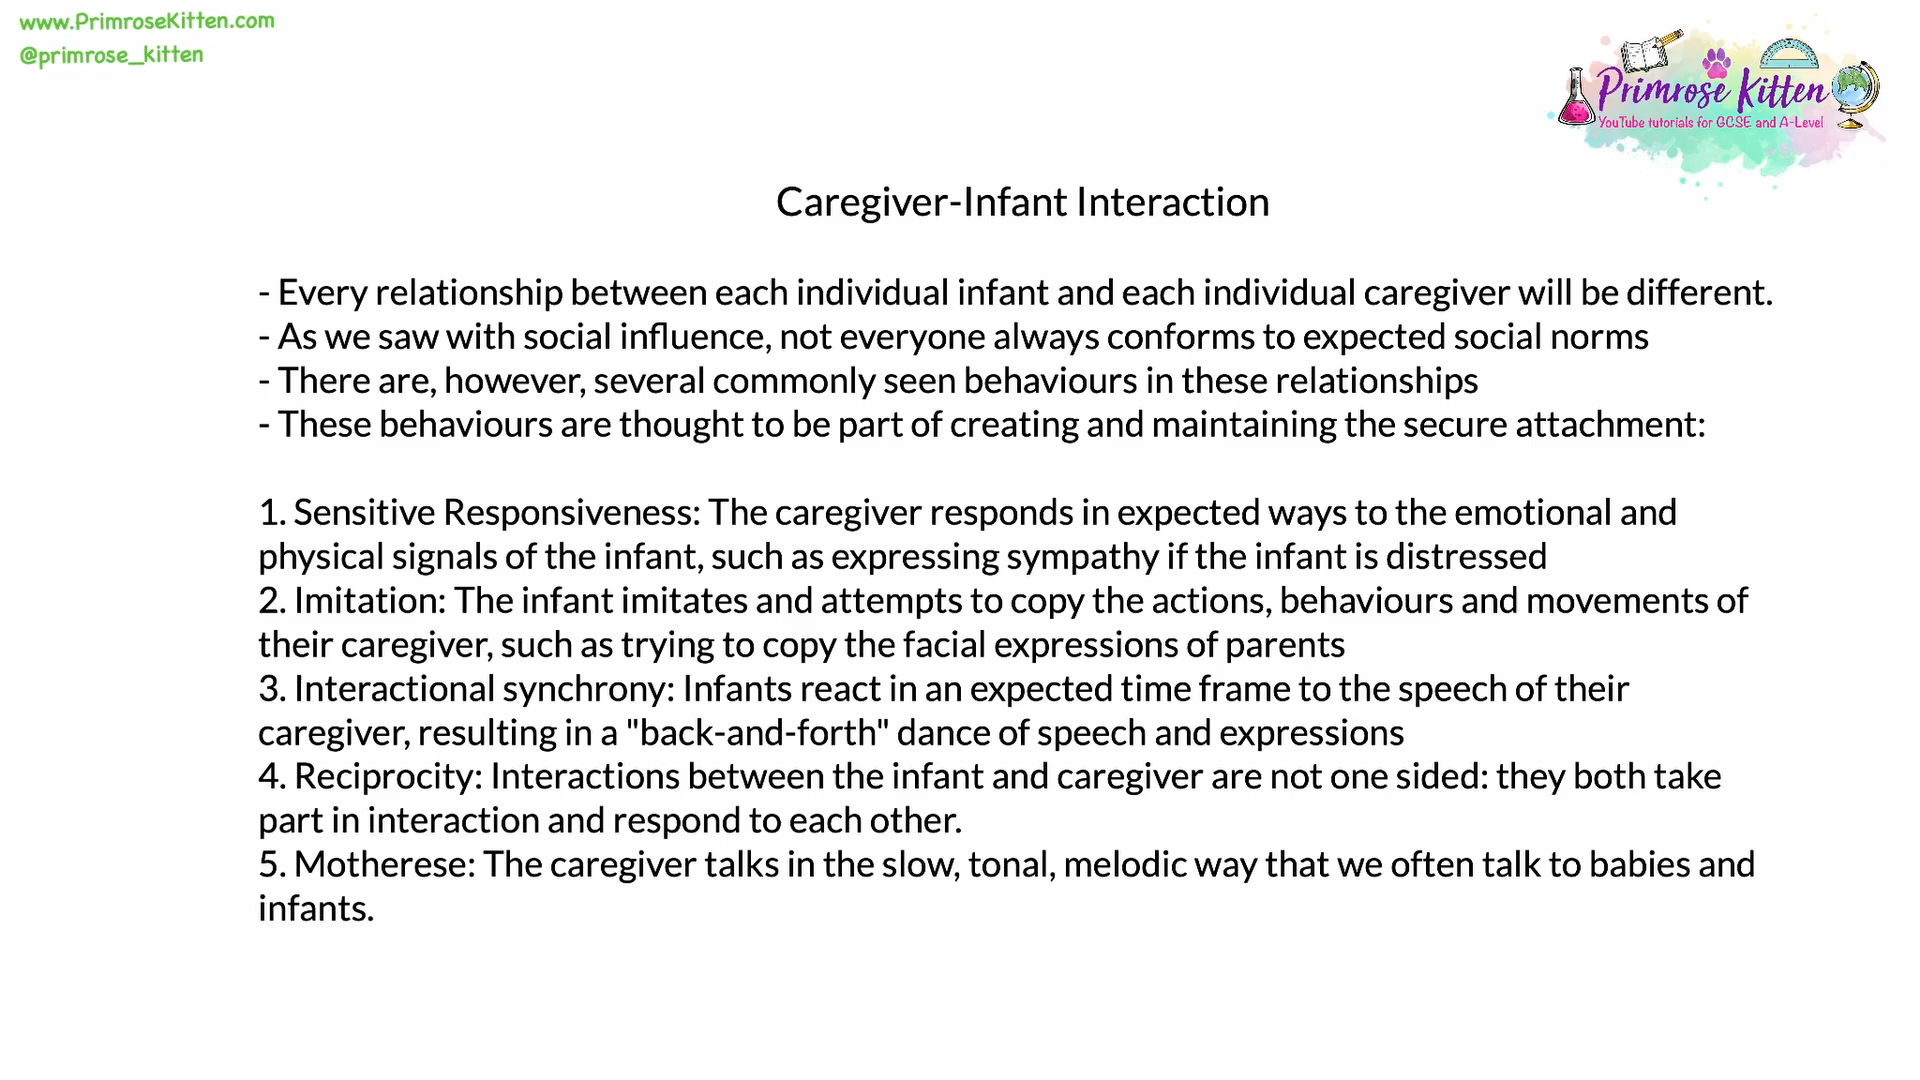 www.PrimroseKitten.com
@primrose_kitten
Primrose Kitten
YouTube tutorials for GCSE and A-Level
Caregiver-Infant Interaction
- Every relationship between each individual infant and each individual caregiver will be different.
- As we saw with social influence, not everyone always conforms to expected social norms
- There are, however, several commonly seen behaviours in these relationships
- These behaviours are thought to be part of creating and maintaining the secure attachment:
1. Sensitive Responsiveness: The caregiver responds in expected ways to the emotional and
physical signals of the infant, such as expressing sympathy if the infant is distressed
2. Imitation: The infant imitates and attempts to copy the actions, behaviours and movements of
their caregiver, such as trying to copy the facial expressions of parents
3. Interactional synchrony: Infants react in an expected time frame to the speech of their
caregiver, resulting in a "back-and-forth" dance of speech and expressions
4. Reciprocity: Interactions between the infant and caregiver are not one sided: they both take
part in interaction and respond to each other.
5. Motherese: The caregiver talks in the slow, tonal, melodic way that we often talk to babies and
infants.